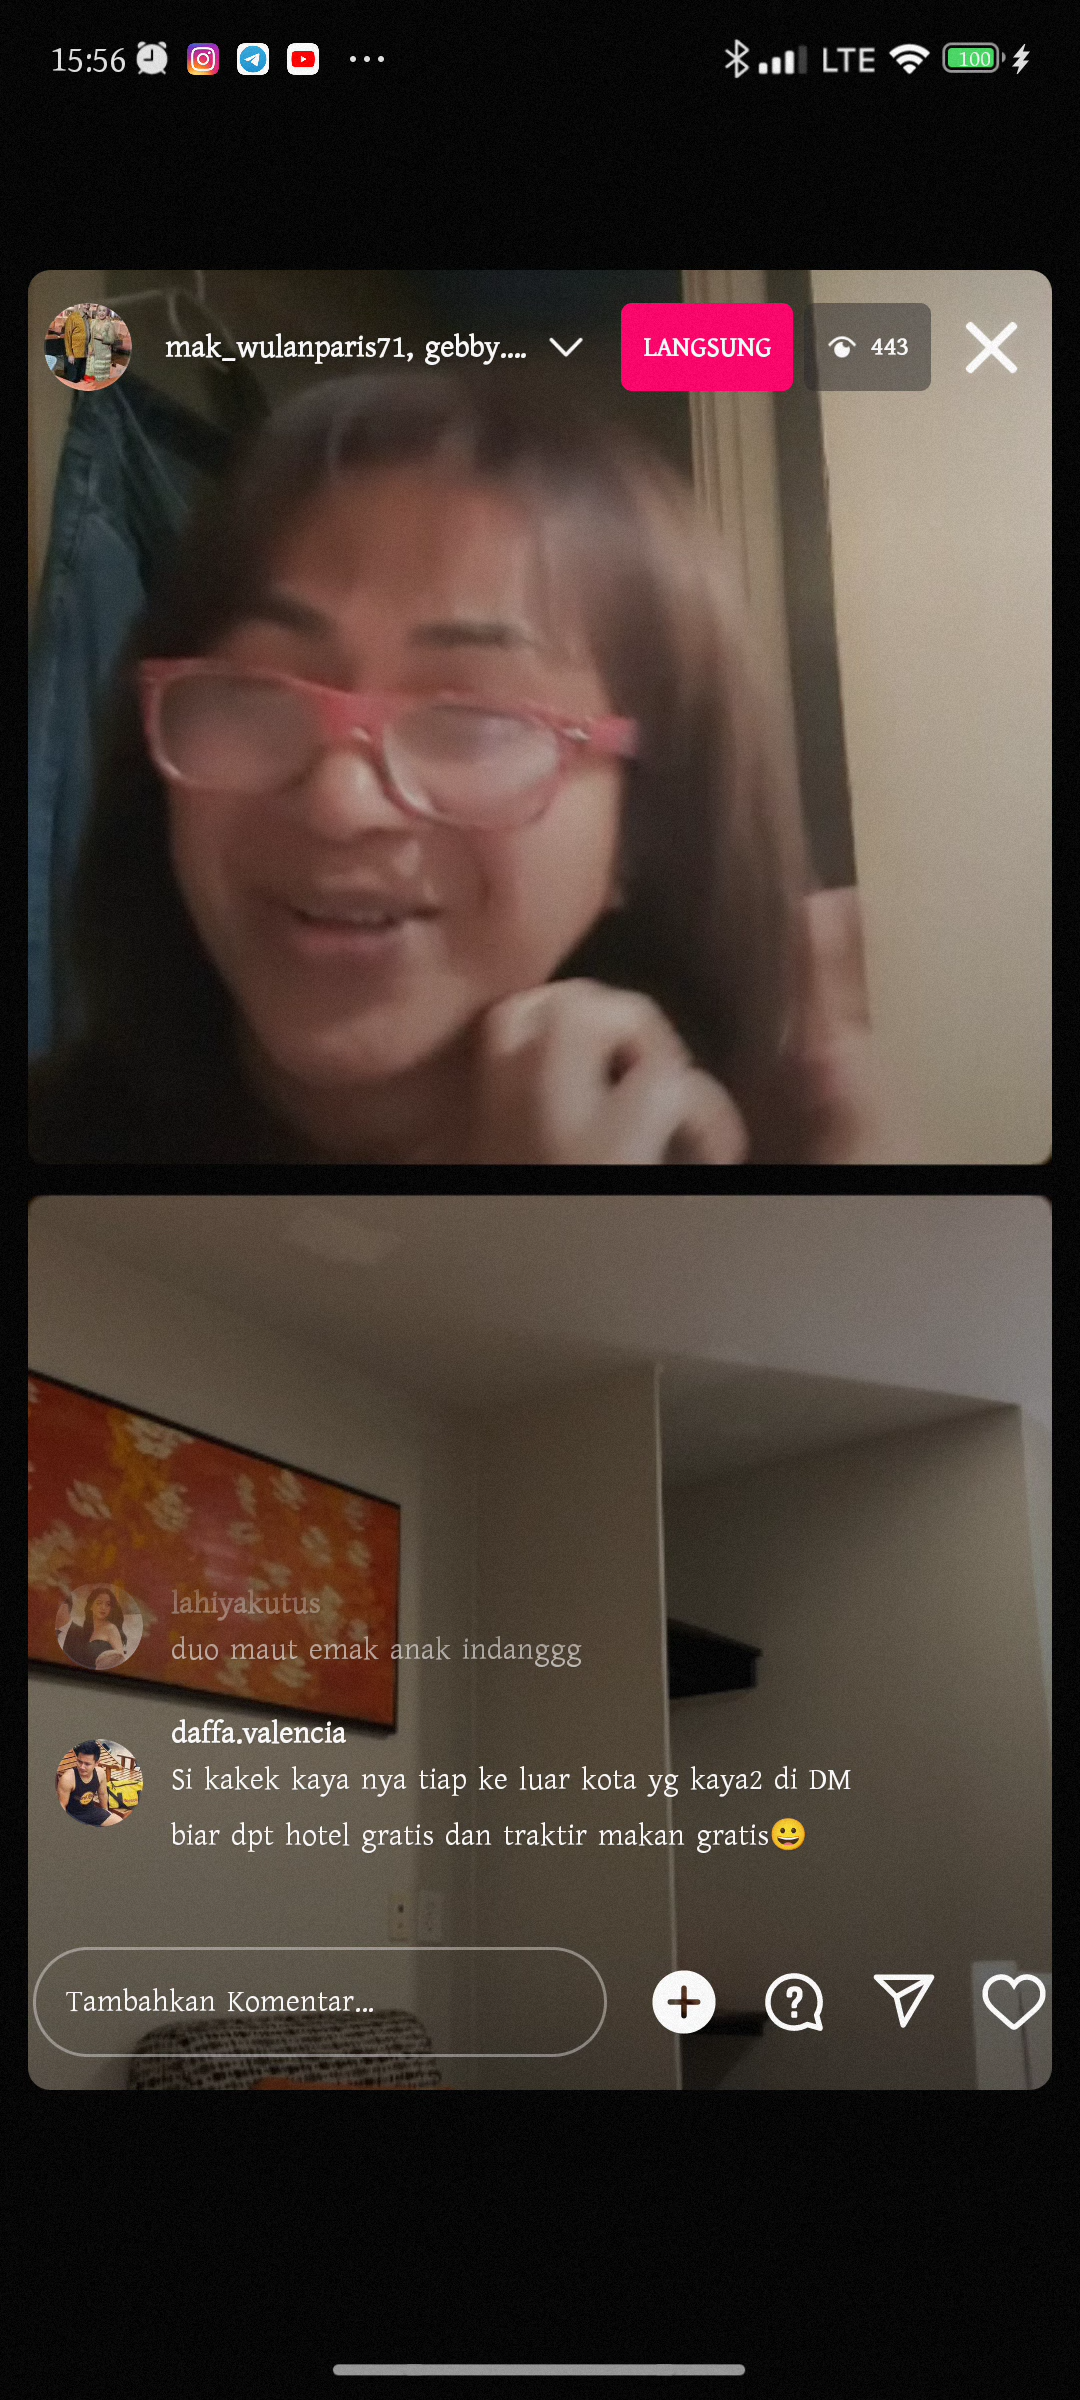 15:56 LTE 100
mak_wulanparis71, gebby.... LANGSUNG 443
lahiyakutus
duo maut emak anak indanggg
daffa.valencia
Si kakek kaya nya tiap ke luar kota yg kaya2 di DM
biar dpt hotel gratis dan traktir makan gratis😀
Tambahkan Komentar...